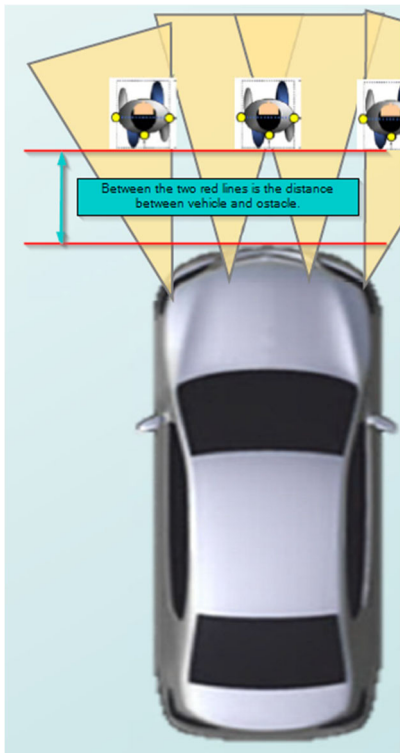 Between the two red lines is the distance
between vehicle and ostacle.